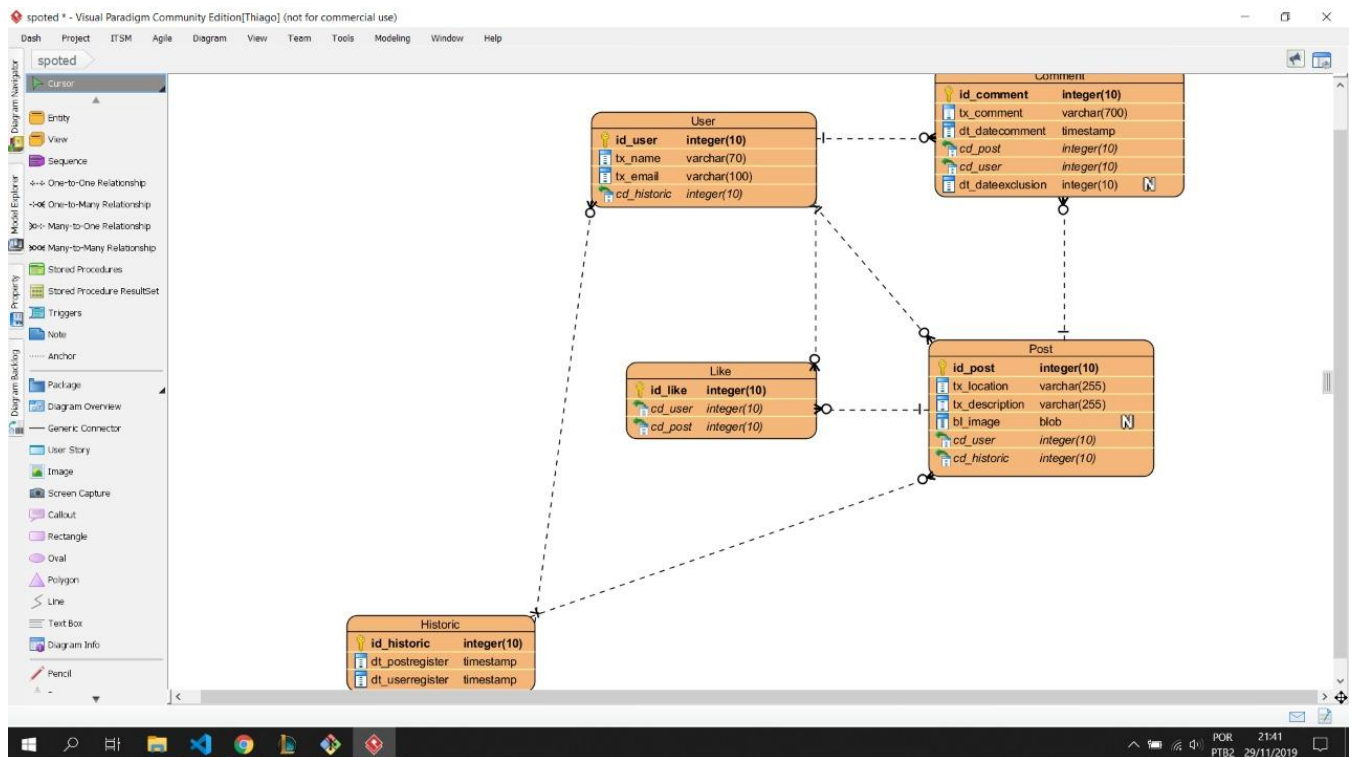 spoted * - Visual Paradigm Community Edition[Thiago] (not for commercial use)
Dash Project ITSM Agile Diagram View Team Tools Modeling Window Help
spoted
Diagram Navigator
Model Explorer
Property
Diagram Backlog
Cursor
Entity
View
Sequence
One-to-One Relationship
One-to-Many Relationship
Many-to-One Relationship
Many-to-Many Relationship
Stored Procedures
Stored Procedure ResultSet
Triggers
Note
Anchor
Package
Diagram Overview
Generic Connector
User Story
Image
Screen Capture
Callout
Rectangle
Oval
Polygon
Line
Text Box
Diagram Info
Pencil
User
id_user integer(10)
tx_name varchar(70)
tx_email varchar(100)
cd_historic integer(10)
Comment
id_comment integer(10)
tx_comment varchar(700)
dt_datecomment timestamp
cd_post integer(10)
cd_user integer(10)
dt_dateexclusion integer(10) N
Like
id_like integer(10)
cd_user integer(10)
cd_post integer(10)
Post
id_post integer(10)
tx_location varchar(255)
tx_description varchar(255)
bl_image blob N
cd_user integer(10)
cd_historic integer(10)
Historic
id_historic integer(10)
dt_postregister timestamp
dt_userregister timestamp
POR 21:41
PTB2 29/11/2019